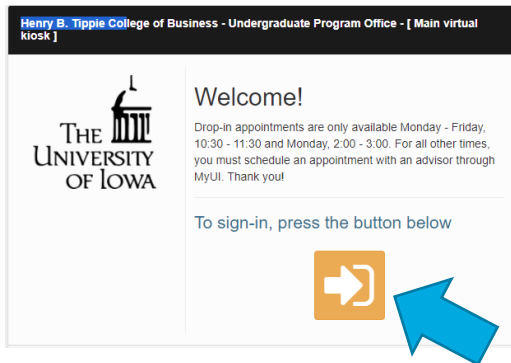 Henry B. Tippie College of Business - Undergraduate Program Office - [ Main virtual
kiosk ]
THE
UNIVERSITY
OF IOWA
Welcome!
Drop-in appointments are only available Monday - Friday,
10:30 - 11:30 and Monday, 2:00 - 3:00. For all other times,
you must schedule an appointment with an advisor through
MyUI. Thank you!
To sign-in, press the button below